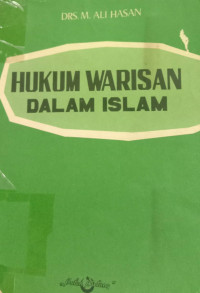 DRS. M. ALI HASAN
HUKUM WARISAN
DALAM ISLAM